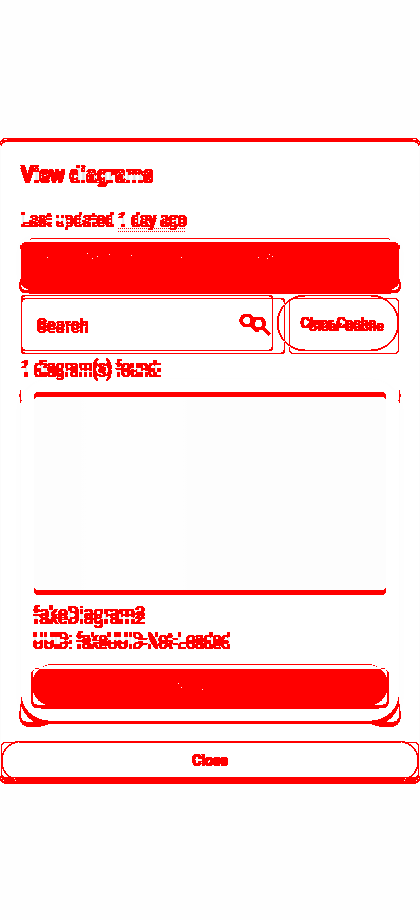 View diagrams
Last updated 1 day ago
Search
Clear Cache
1 diagram(s) found:
fakeDiagram2
UUID: fakeUUID-Not-Loaded
Close